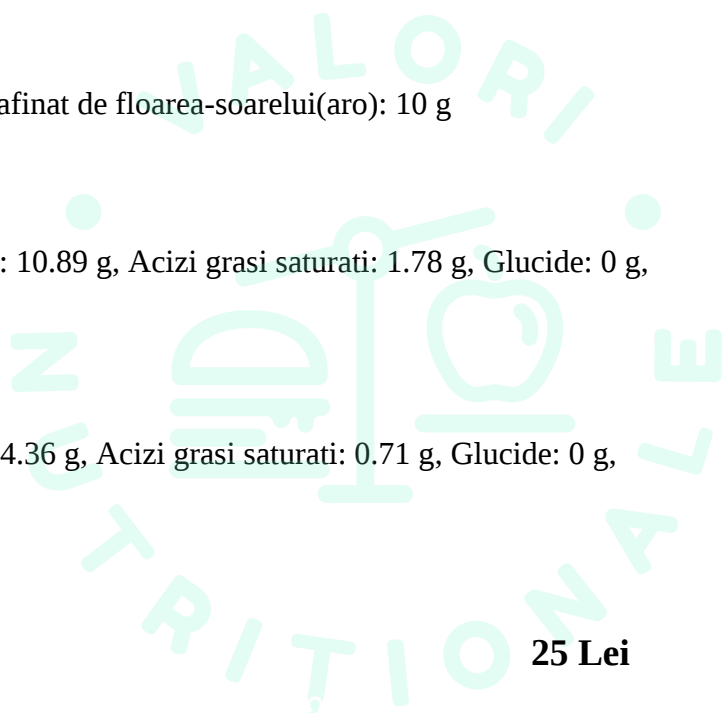 VALORI
afinat de floarea-soarelui(aro): 10 g
: 10.89 g, Acizi grasi saturati: 1.78 g, Glucide: 0 g,
4.36 g, Acizi grasi saturati: 0.71 g, Glucide: 0 g,
NUTRIȚIONALE
25 Lei